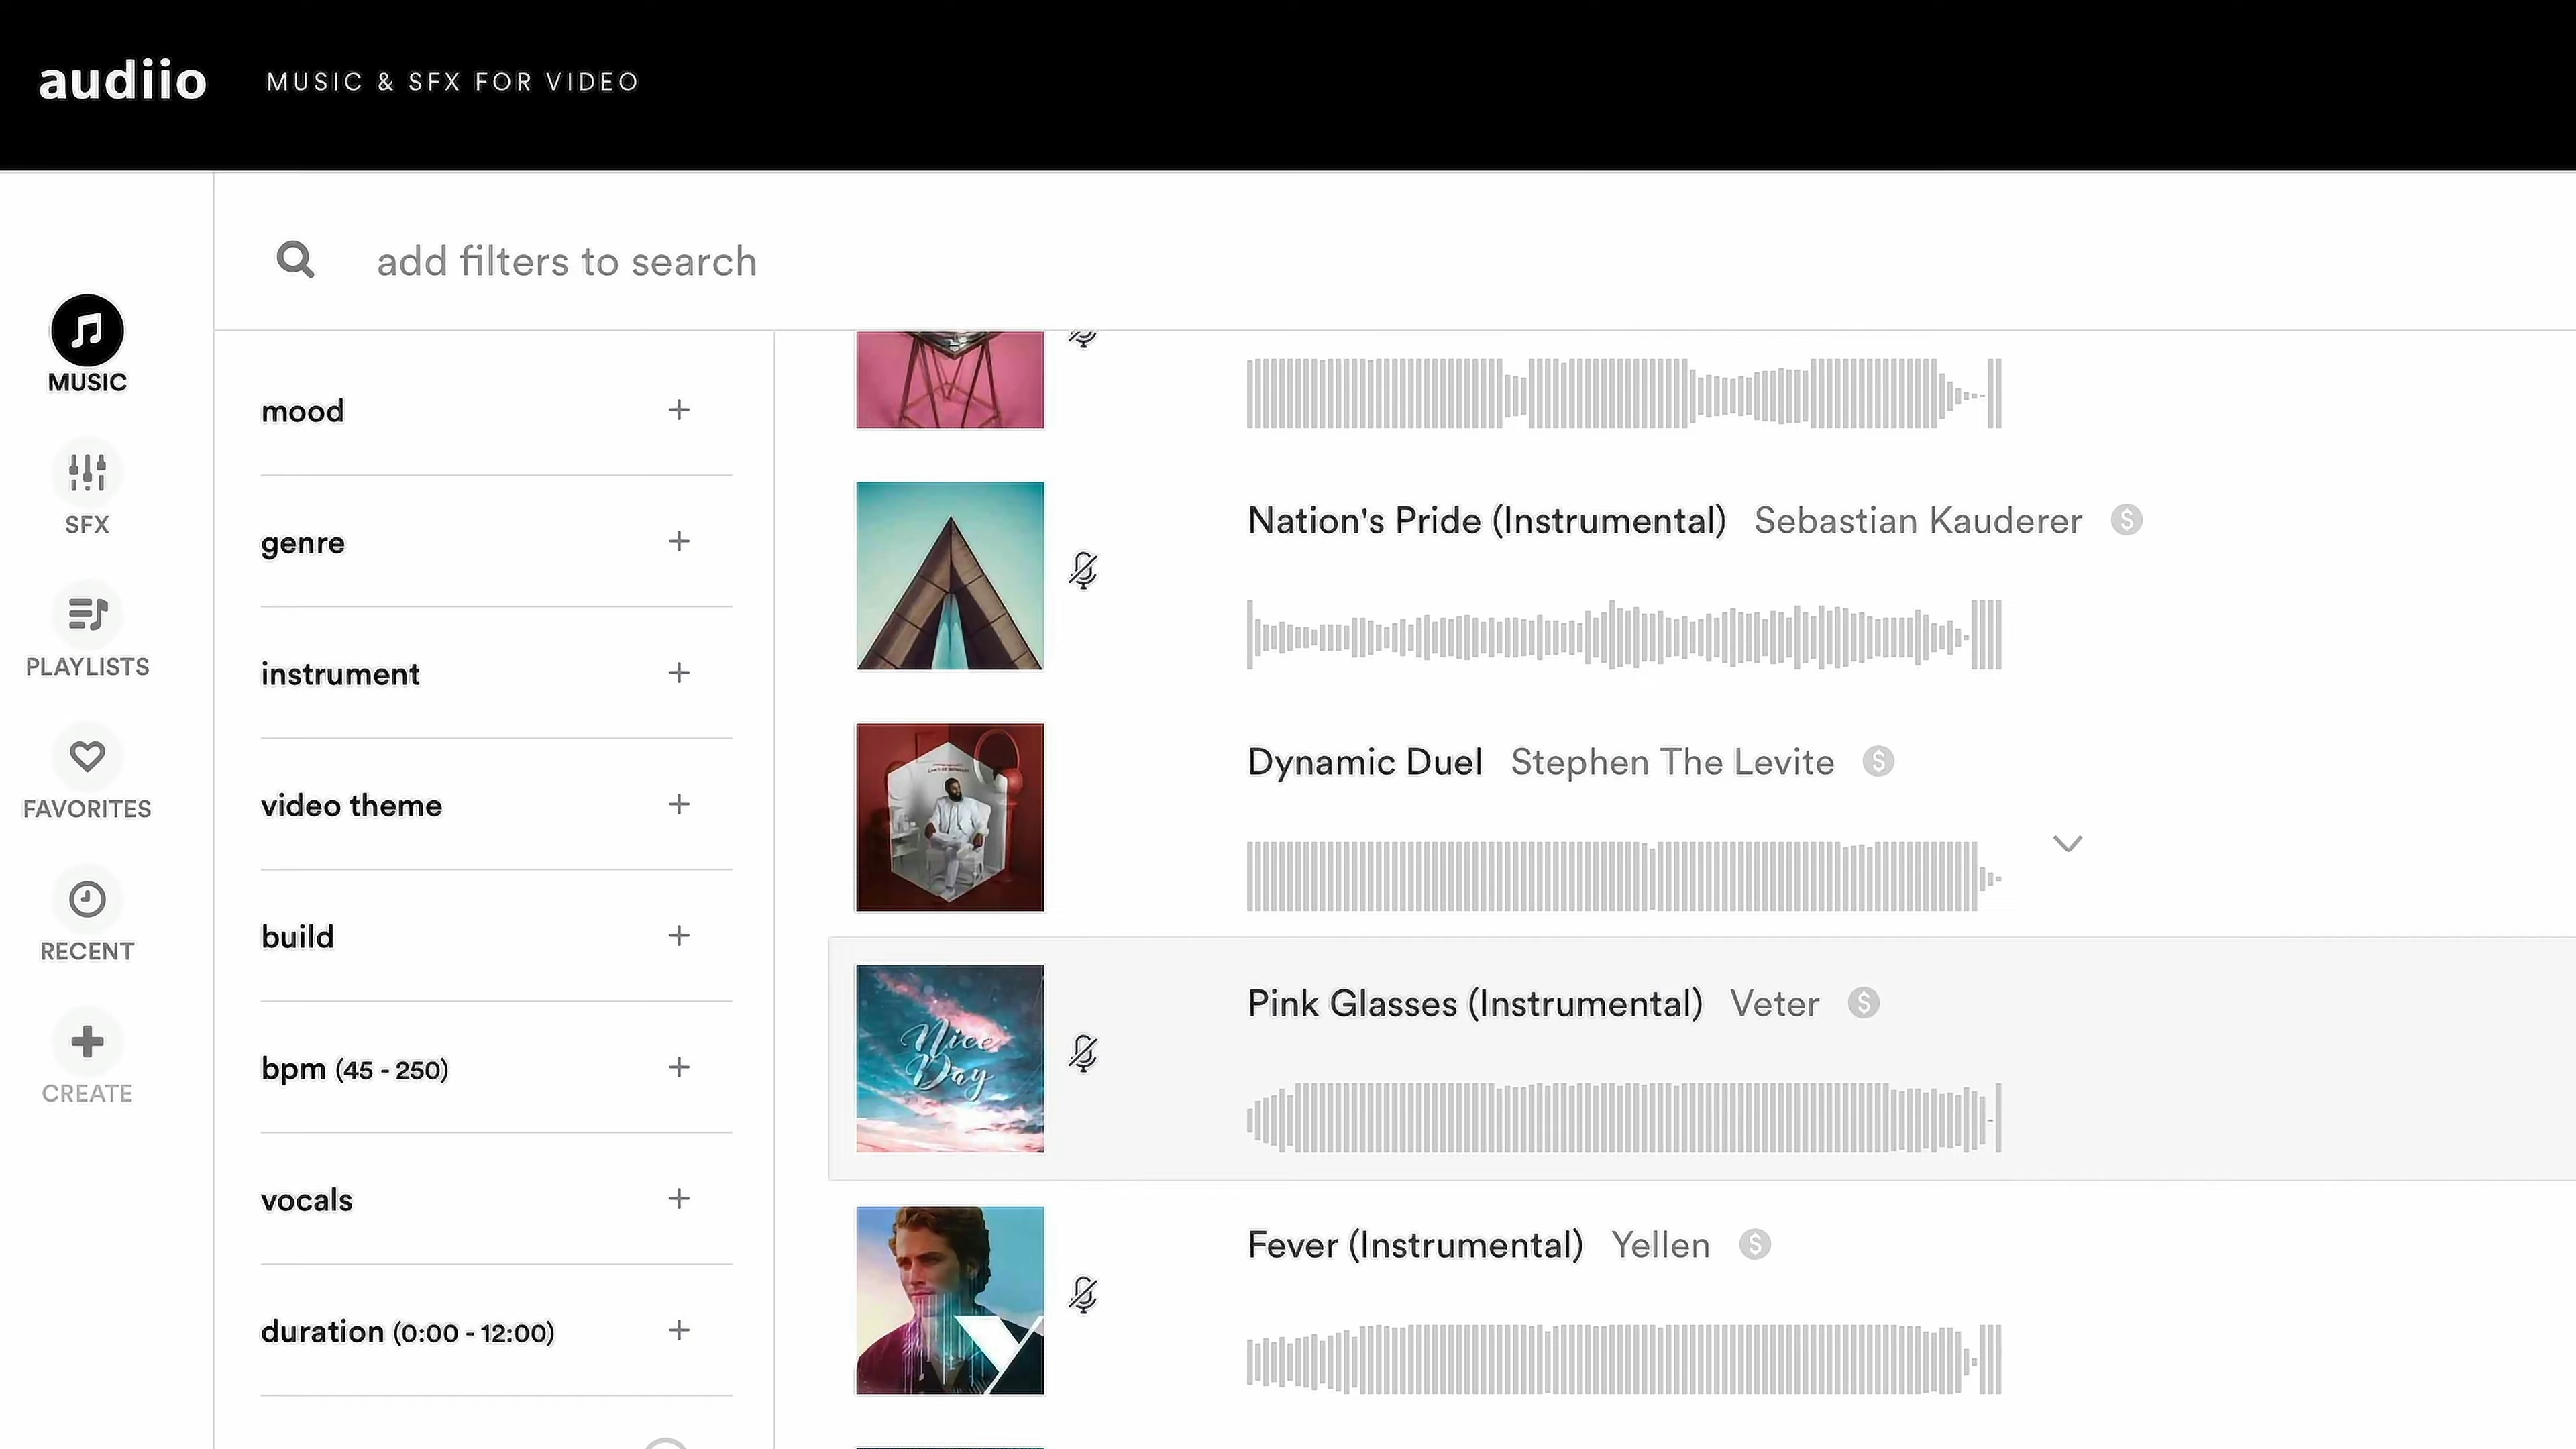 audiio
MUSIC & SFX FOR VIDEO
add filters to search
MUSIC
SFX
PLAYLISTS
FAVORITES
RECENT
CREATE
mood
genre
instrument
video theme
build
bpm (45 - 250)
vocals
duration (0:00 - 12:00)
Nation's Pride (Instrumental) Sebastian Kauderer
Dynamic Duel Stephen The Levite
Nice
Day
Pink Glasses (Instrumental) Veter
Fever (Instrumental) Yellen